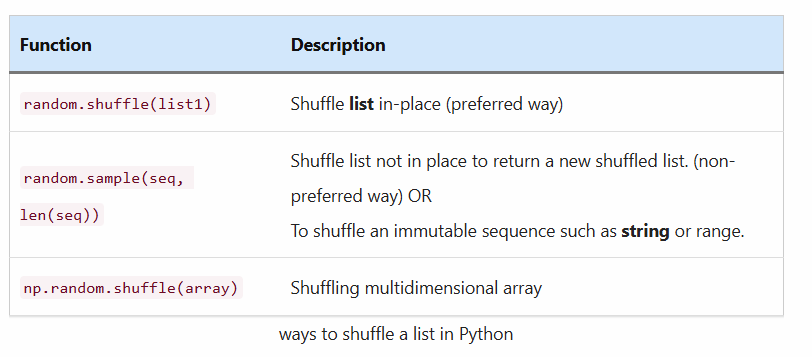 Function Description
random.shuffle(list1) Shuffle list in-place (preferred way)
random.sample(seq,
len(seq))
Shuffle list not in place to return a new shuffled list. (non-
preferred way) OR
To shuffle an immutable sequence such as string or range.
np.random.shuffle(array) Shuffling multidimensional array
ways to shuffle a list in Python